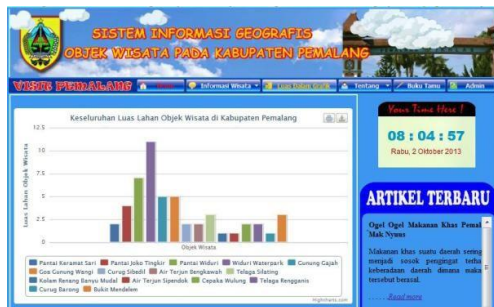 SISTEM INFORMASI GEOGRAFIS
OBJEK WISATA PADA KABUPATEN PEMALANG
VISIT PEMALANG
Informasi Wisata
Luas Dalam Grafik
Tentang
Buku Tamu
Admin
Keseluruhan Luas Lahan Objek Wisata di Kabupaten Pemalang
12.5
10
7.5
5
2.5
0
Luas Lahan Objek Wisata
Objek Wisata
Pantai Karamat Sari Pantai Joko Tingkir Pantai Widuri Widuri Waterpark Gunung Gajah
Goa Gunung Wangi Curug Sibedil Air Terjun Bengkawah Telaga Silating
Kolam Renang Banyu Mudal Air Terjun Sipendok Cepaka Wulung Telaga Rengganis
Curug Barong Bukit Mendelem
Highcharts.com
Your Time Here !
08 : 04 : 57
Rabu, 2 Oktober 2013
ARTIKEL TERBARU
Ogel Ogel Makanan Khas Pemal
Mak Nyuus
Makanan khas suatu daerah sering
menjadi sosok pengingat terha
keberadaan daerah dimana maka
tersebut berasal.
......Read more